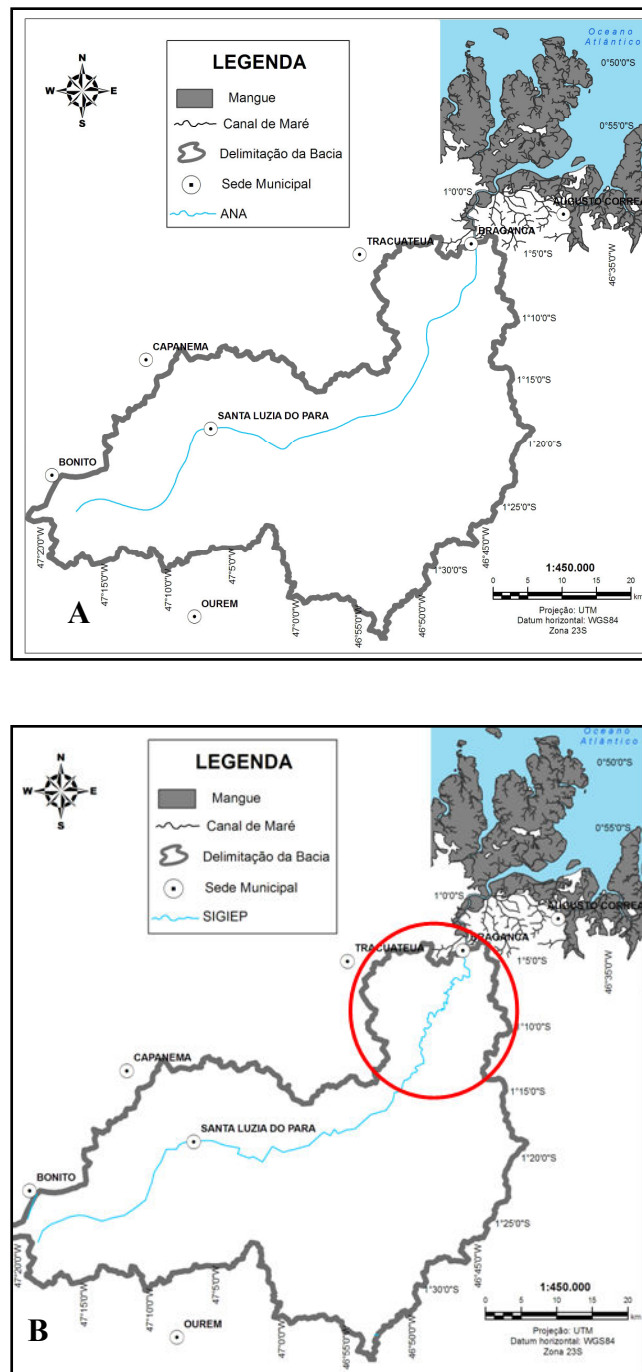 Oceano
Atlântico
N
W
E
S
LEGENDA
Mangue
Canal de Maré
Delimitação da Bacia
Sede Municipal
ANA
0°50'0"S
0°55'0"S
1°0'0"S
AUGUSTO CORREA
BRAGANCA
TRACUATEUA
1°5'0"S
46°35'0"W
1°10'0"S
CAPANEMA
1°15'0"S
SANTA LUZIA DO PARA
1°20'0"S
BONITO
1°25'0"S
47°20'0"W
47°15'0"W
47°10'0"W
47°5'0"W
47°0'0"W
46°55'0"W
46°50'0"W
46°45'0"W
1°30'0"S
OUREM
A
1:450.000
0 5 10 15 20
km
Projeção: UTM
Datum horizontal: WGS84
Zona 23S
Oceano
Atlântico
N
W
E
S
LEGENDA
Mangue
Canal de Maré
Delimitação da Bacia
Sede Municipal
SIGIEP
0°50'0"S
0°55'0"S
1°0'0"S
AUGUSTO CORREA
BRAGANCA
TRACUATEUA
1°5'0"S
46°35'0"W
1°10'0"S
CAPANEMA
1°15'0"S
SANTA LUZIA DO PARA
1°20'0"S
BONITO
1°25'0"S
47°20'0"W
47°15'0"W
47°10'0"W
47°5'0"W
47°0'0"W
46°55'0"W
46°50'0"W
46°45'0"W
1°30'0"S
OUREM
B
1:450.000
0 5 10 15 20
km
Projeção: UTM
Datum horizontal: WGS84
Zona 23S